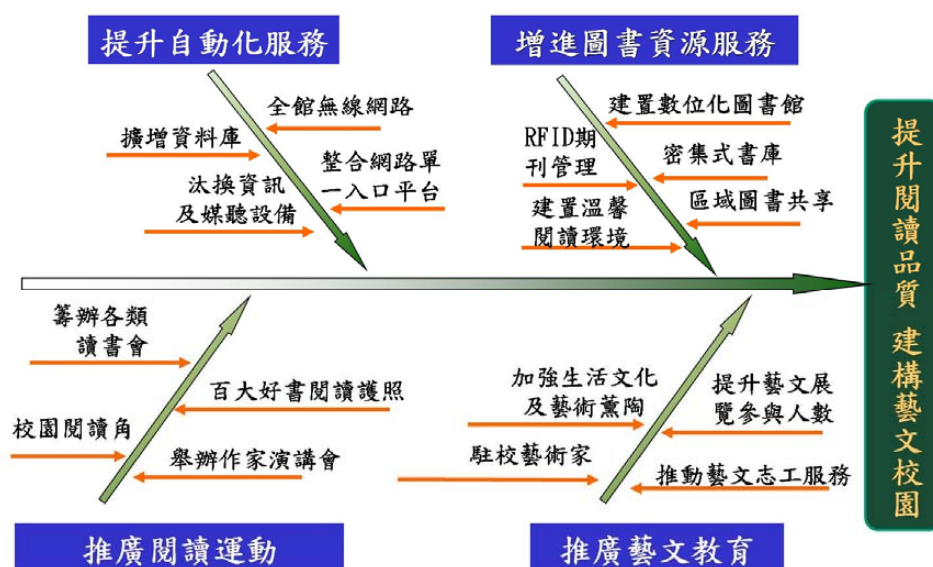 提升自動化服務
增進圖書資源服務
全館無線網路
擴增資料庫
整合網路單
一入口平台
汰換資訊
及媒聽設備
建置數位化圖書館
RFID期
刊管理
密集式書庫
建置溫馨
閱讀環境
區域圖書共享
提升閱讀品質 建構藝文校園
籌辦各類
讀書會
百大好書閱讀護照
校園閱讀角
舉辦作家演講會
加強生活文化
及藝術薰陶
提升藝文展
覽參與人數
駐校藝術家
推動藝文志工服務
推廣閱讀運動
推廣藝文教育